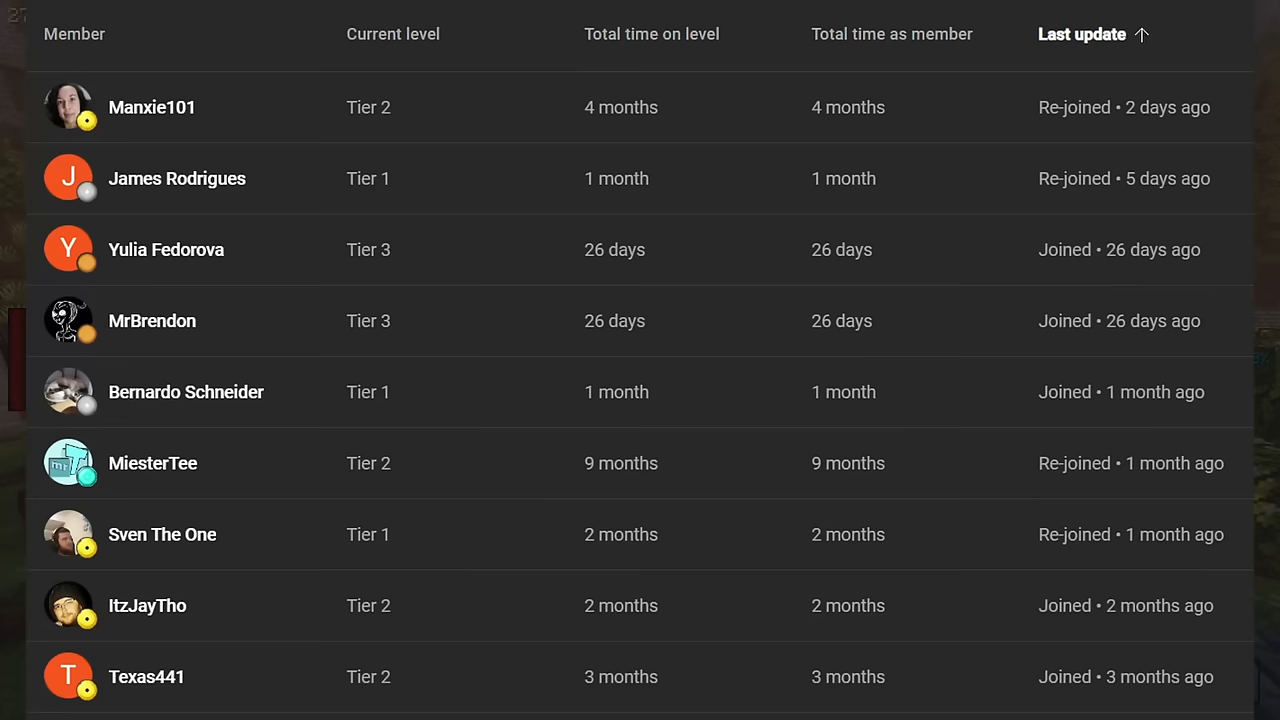 Member Current level Total time on level Total time as member Last update ↑
Manxie101 Tier 2 4 months 4 months Re-joined • 2 days ago
J James Rodrigues Tier 1 1 month 1 month Re-joined • 5 days ago
Y Yulia Fedorova Tier 3 26 days 26 days Joined • 26 days ago
MrBrendon Tier 3 26 days 26 days Joined • 26 days ago
Bernardo Schneider Tier 1 1 month 1 month Joined • 1 month ago
mr T MiesterTee Tier 2 9 months 9 months Re-joined • 1 month ago
Sven The One Tier 1 2 months 2 months Re-joined • 1 month ago
ItzJayTho Tier 2 2 months 2 months Joined • 2 months ago
T Texas441 Tier 2 3 months 3 months Joined • 3 months ago